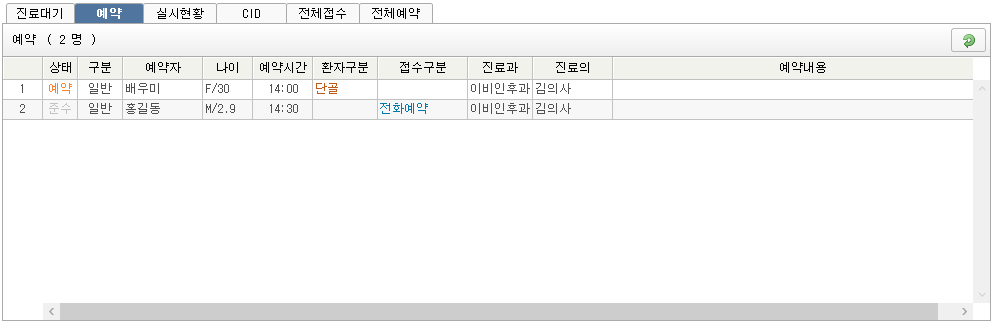 진료대기 예약 실시현황 CID 전체접수 전체예약
예약 ( 2 명 )
상태 구분 예약자 나이 예약시간 환자구분 접수구분 진료과 진료의 예약내용
1 예약 일반 배우미 F/30 14:00 단골 이비인후과 김의사
2 준수 일반 홍길동 M/2.9 14:30 전화예약 이비인후과 김의사